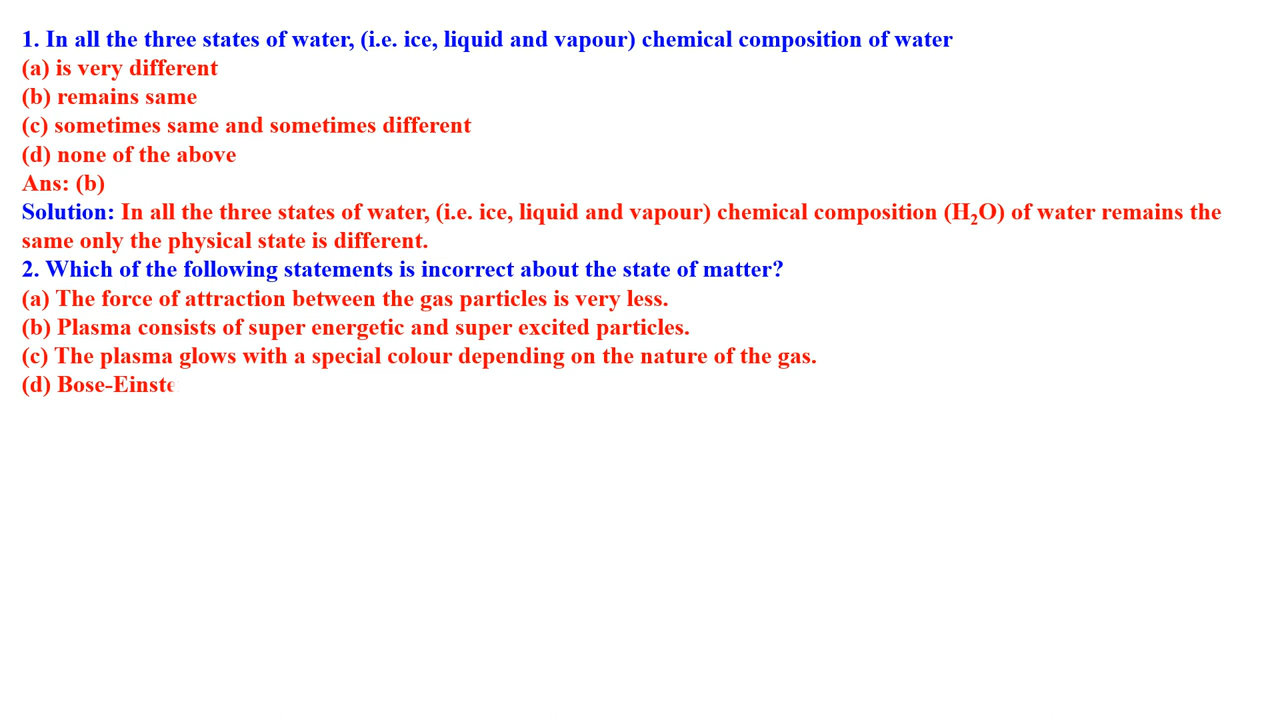 1. In all the three states of water, (i.e. ice, liquid and vapour) chemical composition of water
(a) is very different
(b) remains same
(c) sometimes same and sometimes different
(d) none of the above
Ans: (b)
Solution: In all the three states of water, (i.e. ice, liquid and vapour) chemical composition (H₂O) of water remains the
same only the physical state is different.
2. Which of the following statements is incorrect about the state of matter?
(a) The force of attraction between the gas particles is very less.
(b) Plasma consists of super energetic and super excited particles.
(c) The plasma glows with a special colour depending on the nature of the gas.
(d) Bose-Einste